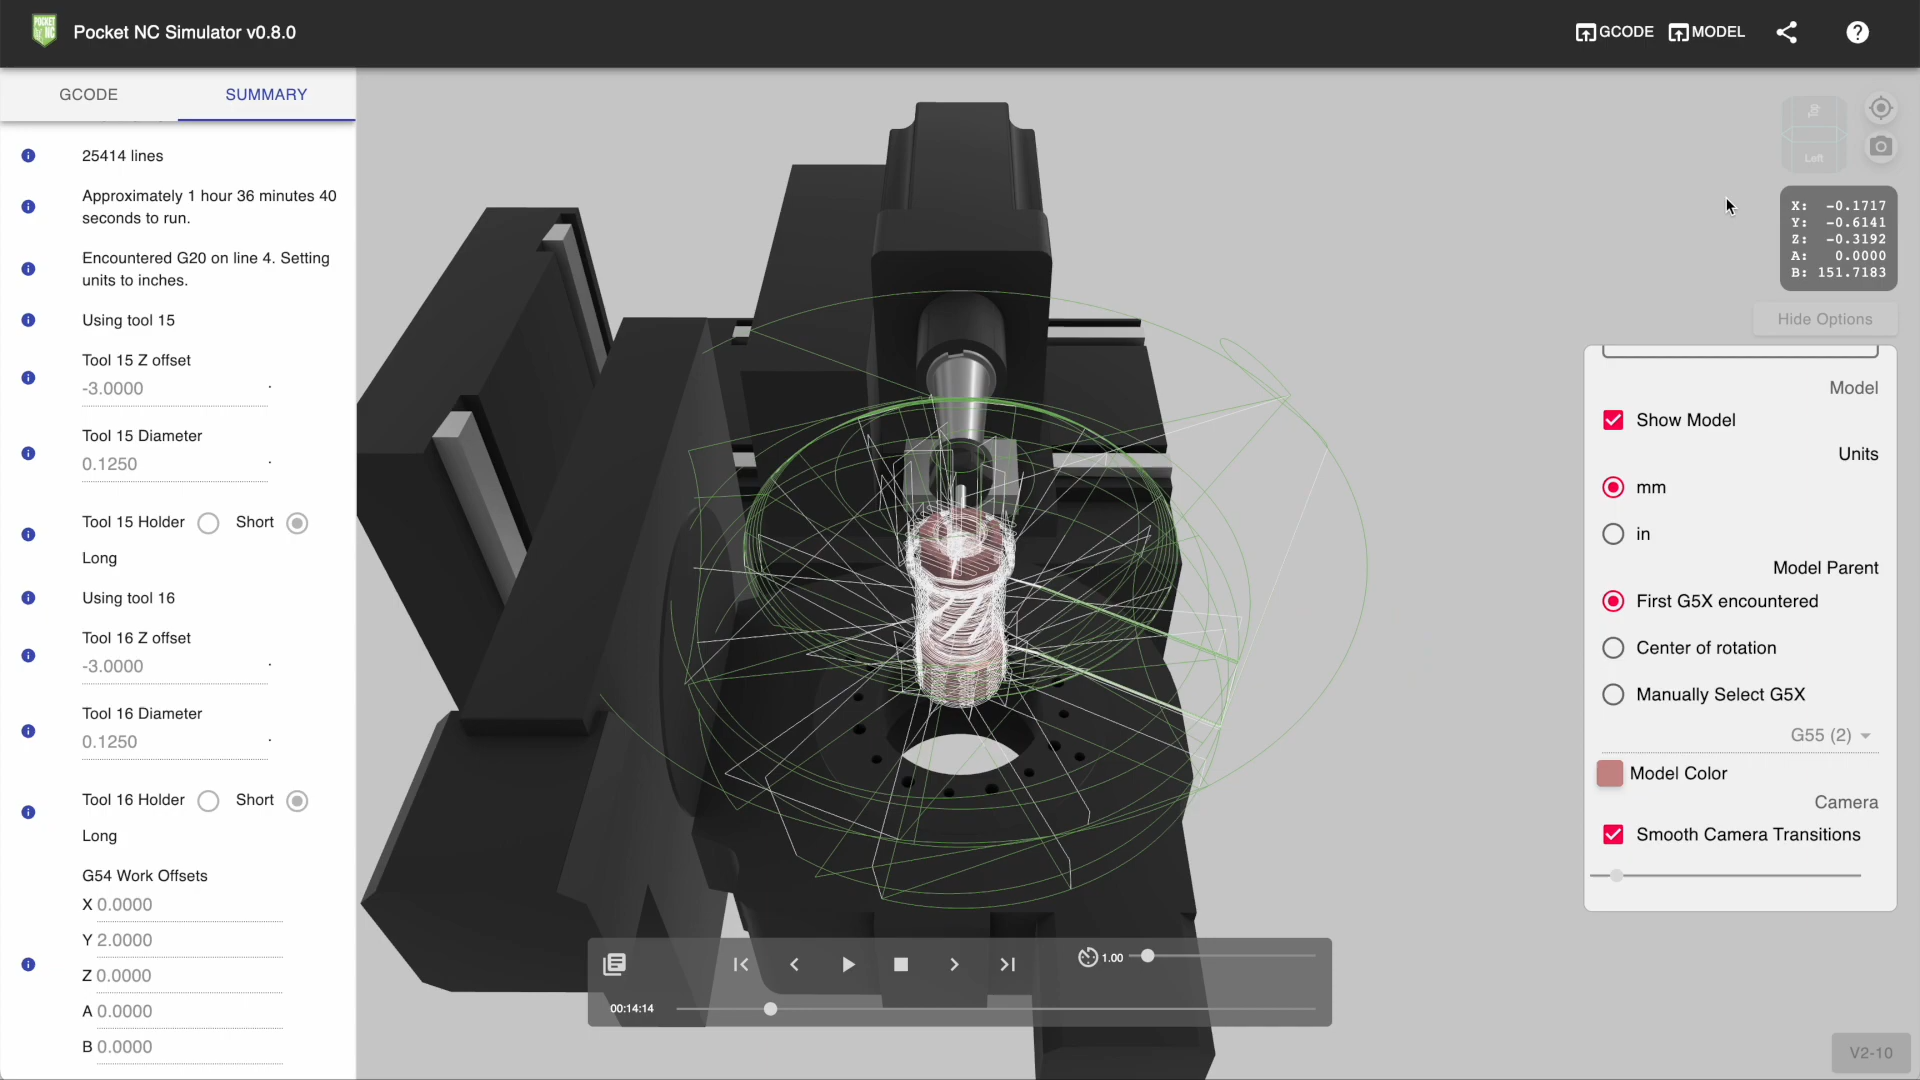 POCKET
NC
Pocket NC Simulator v0.8.0
GCODE
MODEL
GCODE
SUMMARY
25414 lines
Approximately 1 hour 36 minutes 40
seconds to run.
Encountered G20 on line 4. Setting
units to inches.
Using tool 15
Tool 15 Z offset
-3.0000
Tool 15 Diameter
0.1250
Tool 15 Holder
Short
Long
Using tool 16
Tool 16 Z offset
-3.0000
Tool 16 Diameter
0.1250
Tool 16 Holder
Short
Long
G54 Work Offsets
X 0.0000
Y 2.0000
Z 0.0000
A 0.0000
B 0.0000
Left
X: -0.1717
Y: -0.6141
Z: -0.3192
A: 0.0000
B: 151.7183
Hide Options
Model
Show Model
Units
mm
in
Model Parent
First G5X encountered
Center of rotation
Manually Select G5X
G55 (2)
Model Color
Camera
Smooth Camera Transitions
1.00
00:14:14
V2-10